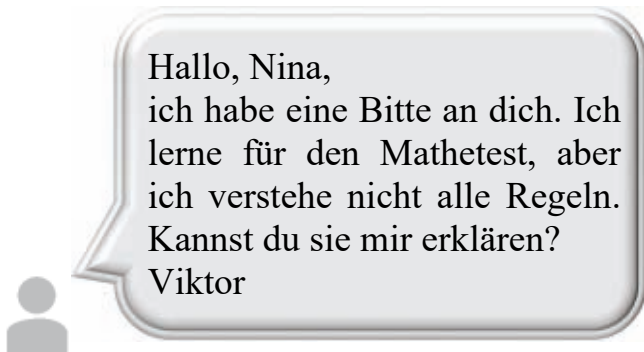 Hallo, Nina,
ich habe eine Bitte an dich. Ich
lerne für den Mathetest, aber
ich verstehe nicht alle Regeln.
Kannst du sie mir erklären?
Viktor